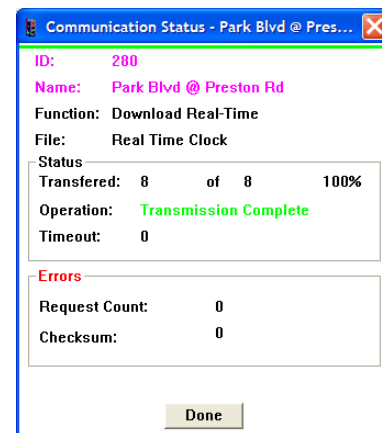 Communication Status - Park Blvd @ Pres...
ID: 280
Name: Park Blvd @ Preston Rd
Function: Download Real-Time
File: Real Time Clock
Status
Transfered: 8 of 8 100%
Operation: Transmission Complete
Timeout: 0
Errors
Request Count: 0
Checksum: 0
Done